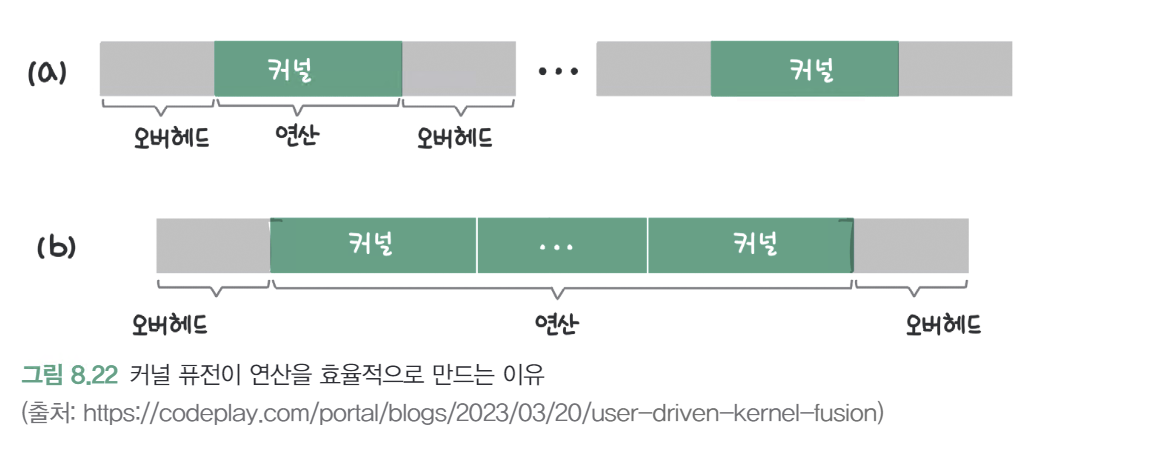 (a) 커널 ••• 커널
오버헤드 연산 오버헤드
(b) 커널 ••• 커널
오버헤드 연산 오버헤드
그림 8.22 커널 퓨전이 연산을 효율적으로 만드는 이유
(출처: https://codeplay.com/portal/blogs/2023/03/20/user-driven-kernel-fusion)